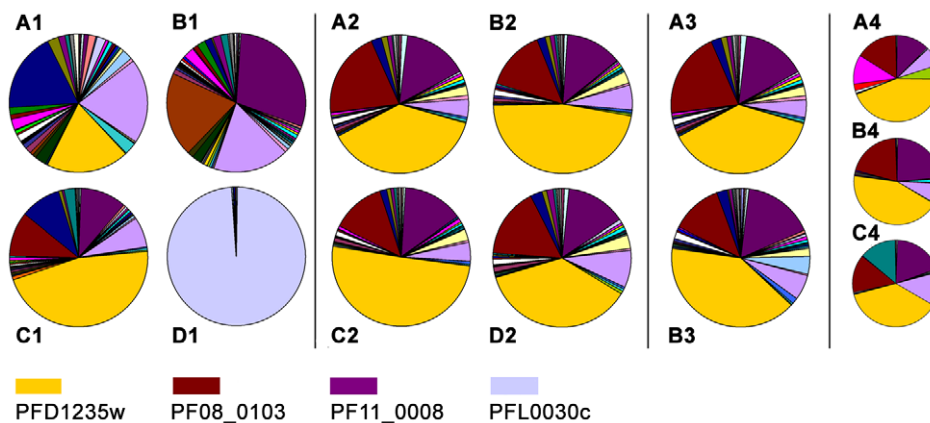 A1 B1 A2 B2 A3 A4
B4
C4
C1 D1 C2 D2 B3
PFD1235w PF08_0103 PF11_0008 PFL0030c